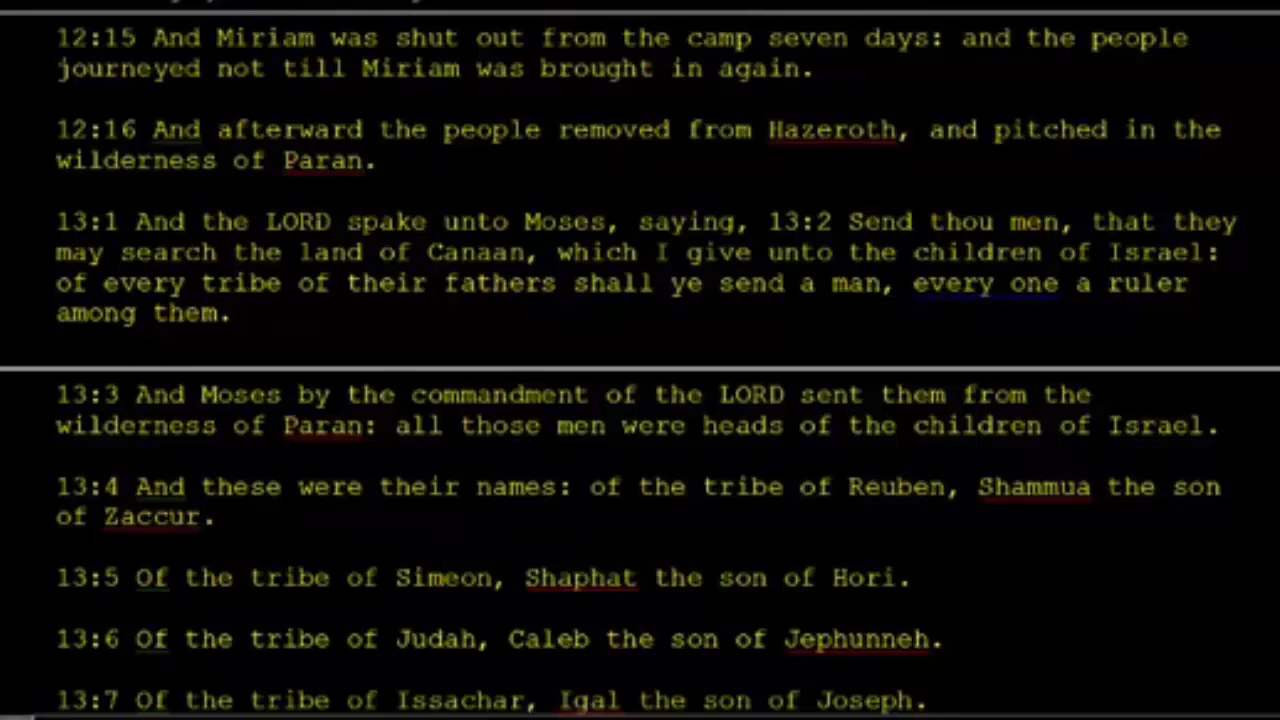 12:15 And Miriam was shut out from the camp seven days: and the people
journeyed not till Miriam was brought in again.
12:16 And afterward the people removed from Hazeroth, and pitched in the
wilderness of Paran.
13:1 And the LORD spake unto Moses, saying, 13:2 Send thou men, that they
may search the land of Canaan, which I give unto the children of Israel:
of every tribe of their fathers shall ye send a man, every one a ruler
among them.
13:3 And Moses by the commandment of the LORD sent them from the
wilderness of Paran: all those men were heads of the children of Israel.
13:4 And these were their names: of the tribe of Reuben, Shammua the son
of Zaccur.
13:5 Of the tribe of Simeon, Shaphat the son of Hori.
13:6 Of the tribe of Judah, Caleb the son of Jephunneh.
13:7 Of the tribe of Issachar, Igal the son of Joseph.